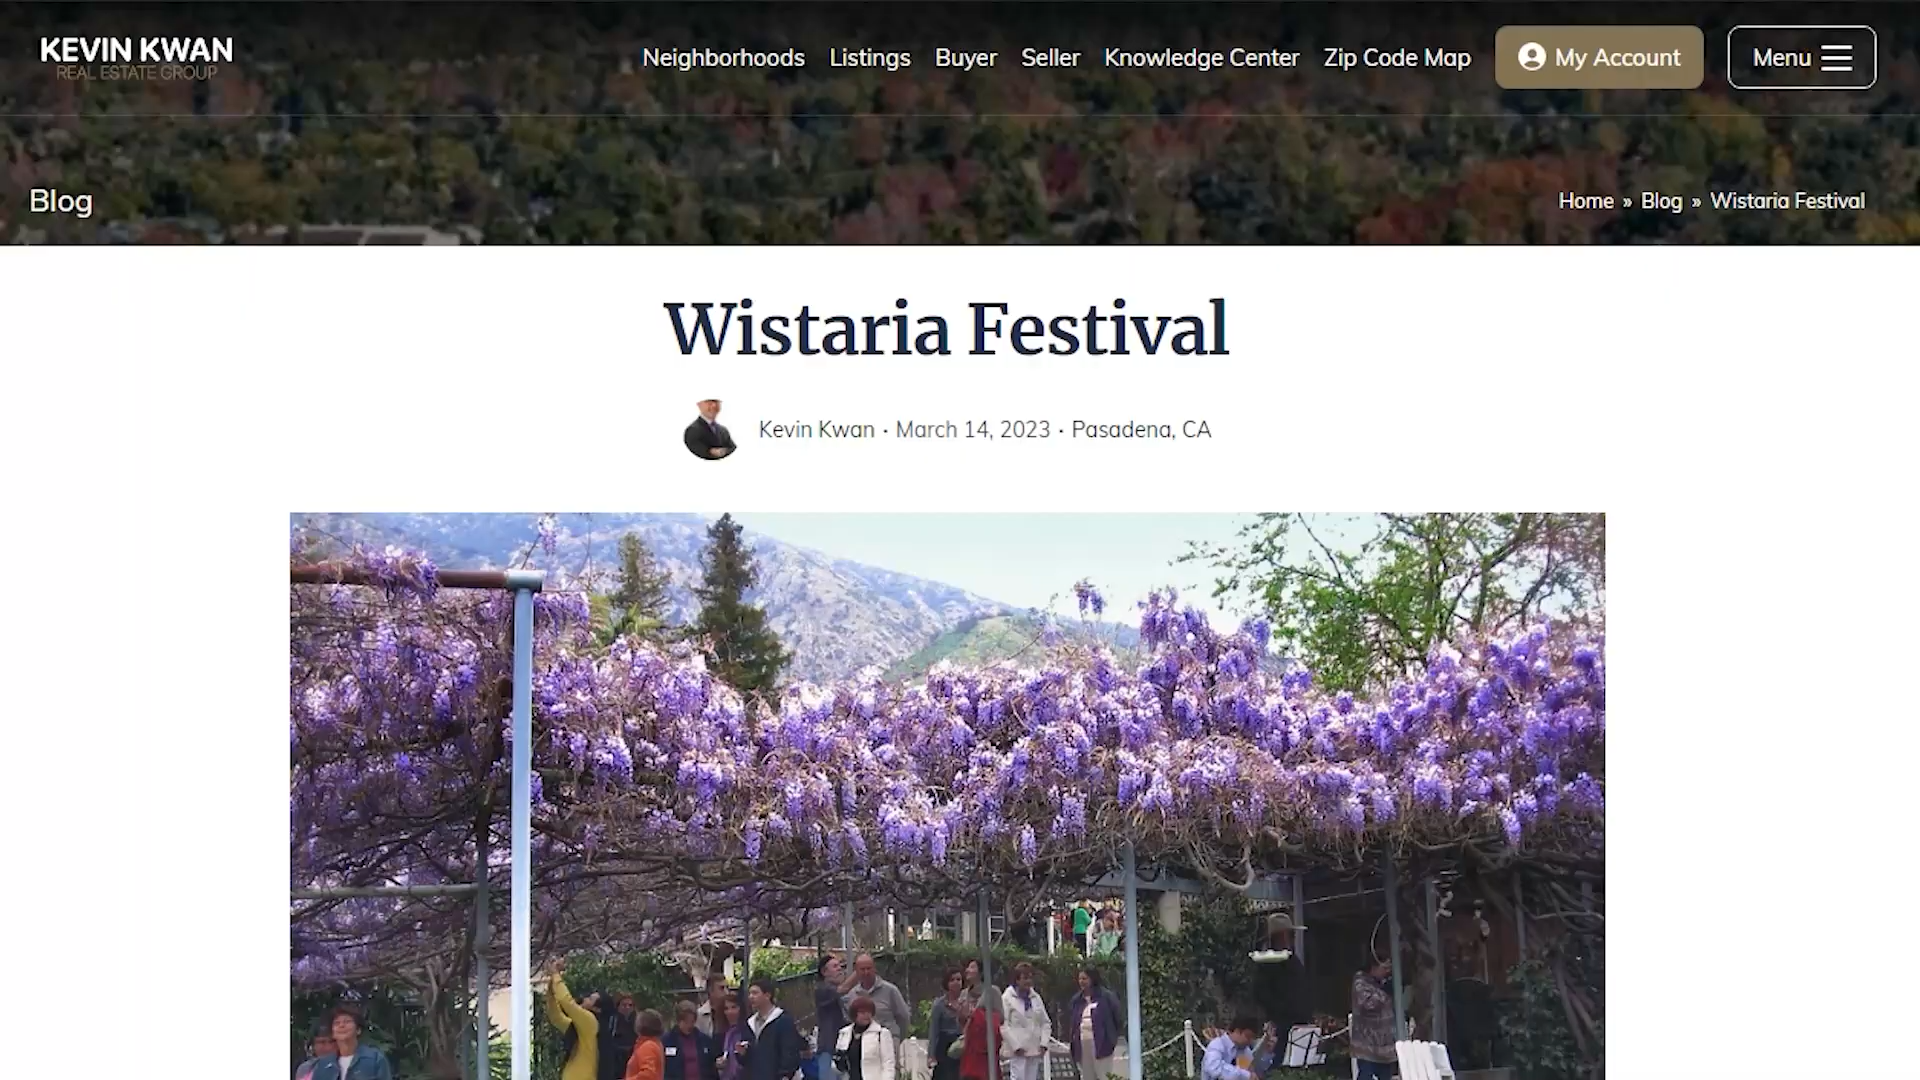 KEVIN KWAN
REAL ESTATE GROUP
Neighborhoods Listings Buyer Seller Knowledge Center Zip Code Map My Account Menu
Blog
Home » Blog » Wistaria Festival
Wistaria Festival
Kevin Kwan · March 14, 2023 · Pasadena, CA